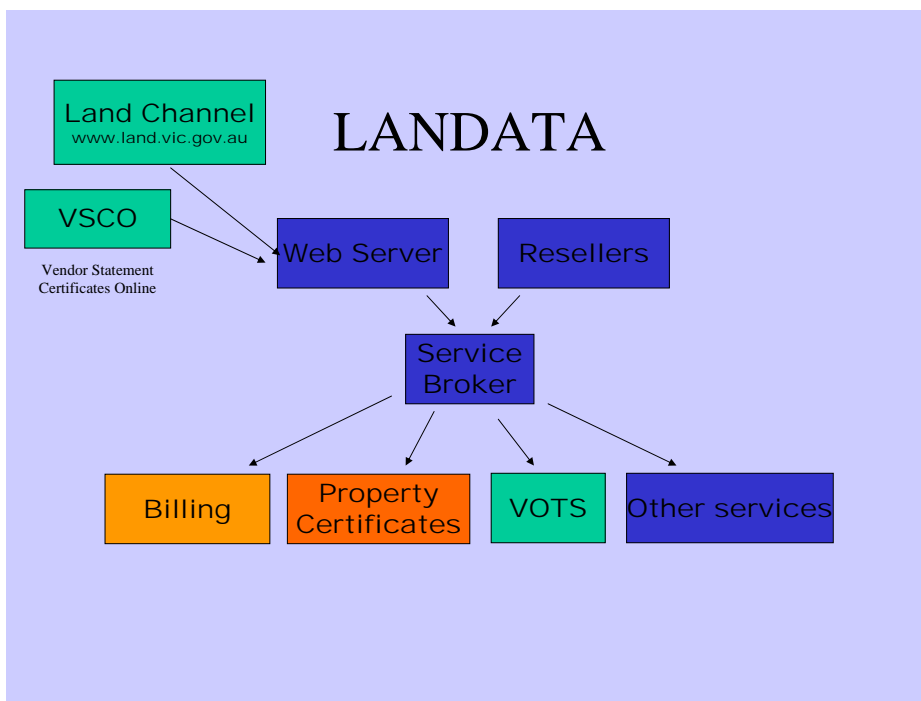 Land Channel
www.land.vic.gov.au
LANDATA
VSCO
Vendor Statement
Certificates Online
Web Server
Resellers
Service
Broker
Billing
Property
Certificates
VOTS
Other services